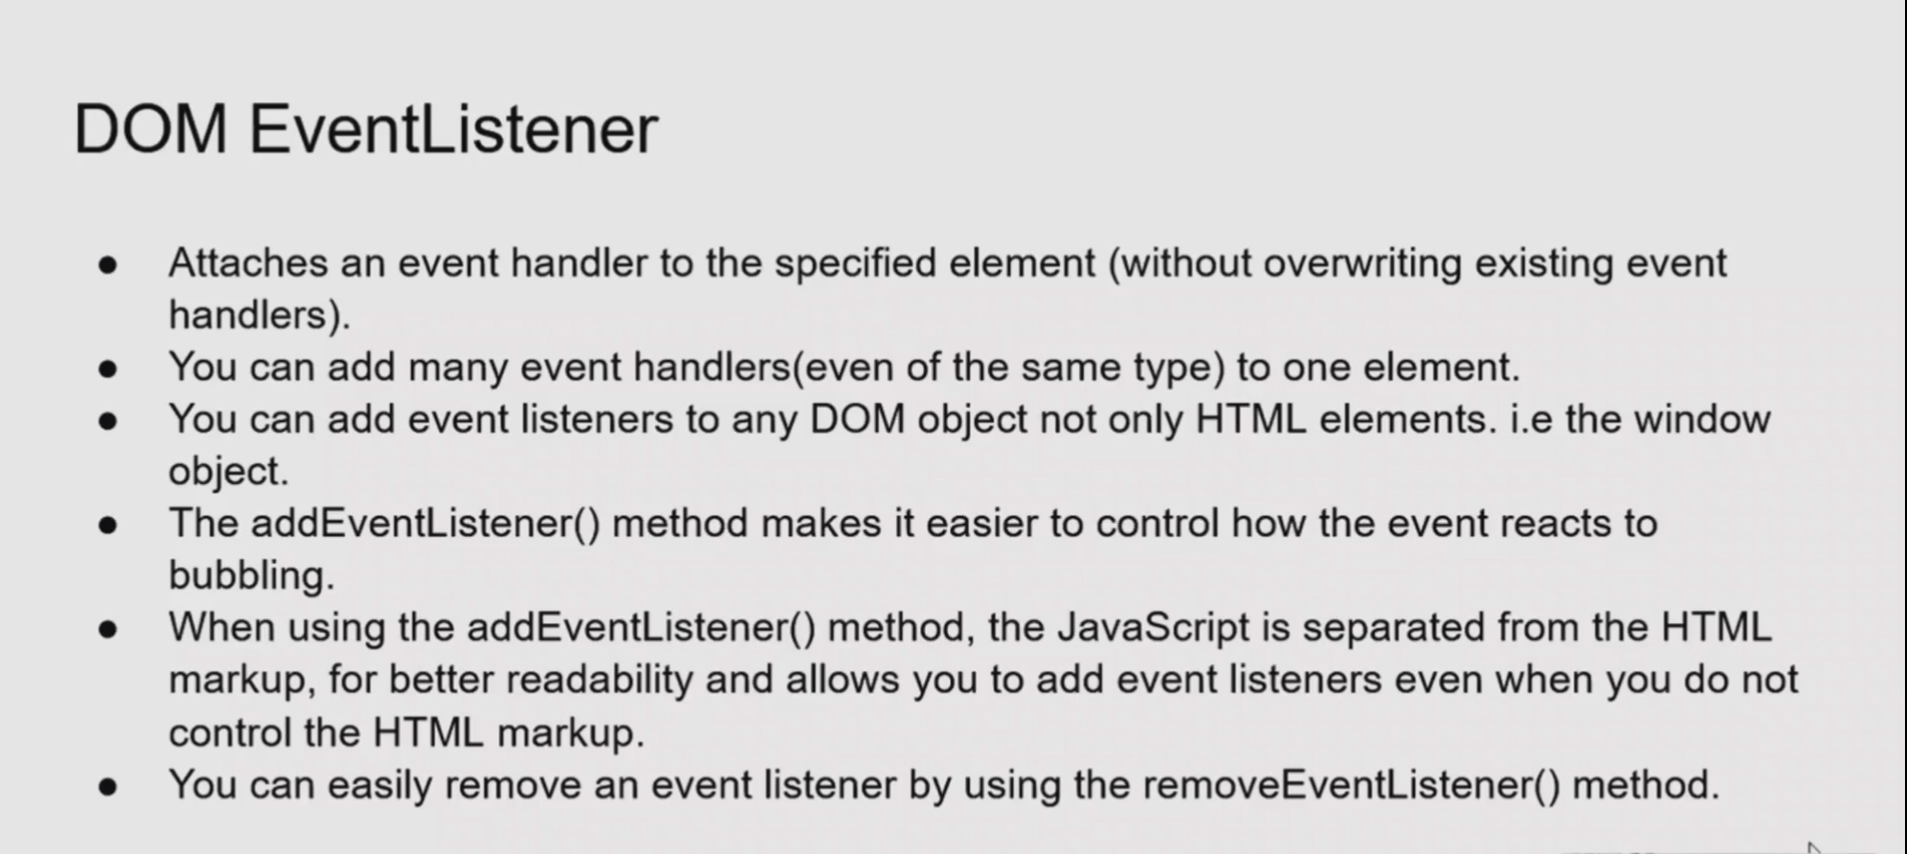 DOM EventListener
● Attaches an event handler to the specified element (without overwriting existing event
handlers).
● You can add many event handlers(even of the same type) to one element.
● You can add event listeners to any DOM object not only HTML elements. i.e the window
object.
● The addEventListener() method makes it easier to control how the event reacts to
bubbling.
● When using the addEventListener() method, the JavaScript is separated from the HTML
markup, for better readability and allows you to add event listeners even when you do not
control the HTML markup.
● You can easily remove an event listener by using the removeEventListener() method.